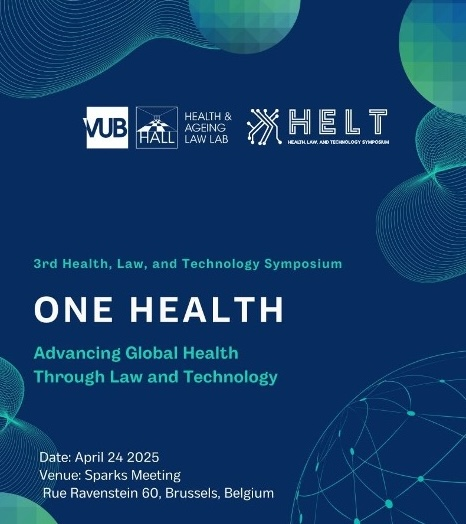 VUB
HALL
HEALTH &
AGEING
LAW LAB
HELT
HEALTH, LAW, AND TECHNOLOGY SYMPOSIUM
3rd Health, Law, and Technology Symposium
ONE HEALTH
Advancing Global Health
Through Law and Technology
Date: April 24 2025
Venue: Sparks Meeting
Rue Ravenstein 60, Brussels, Belgium